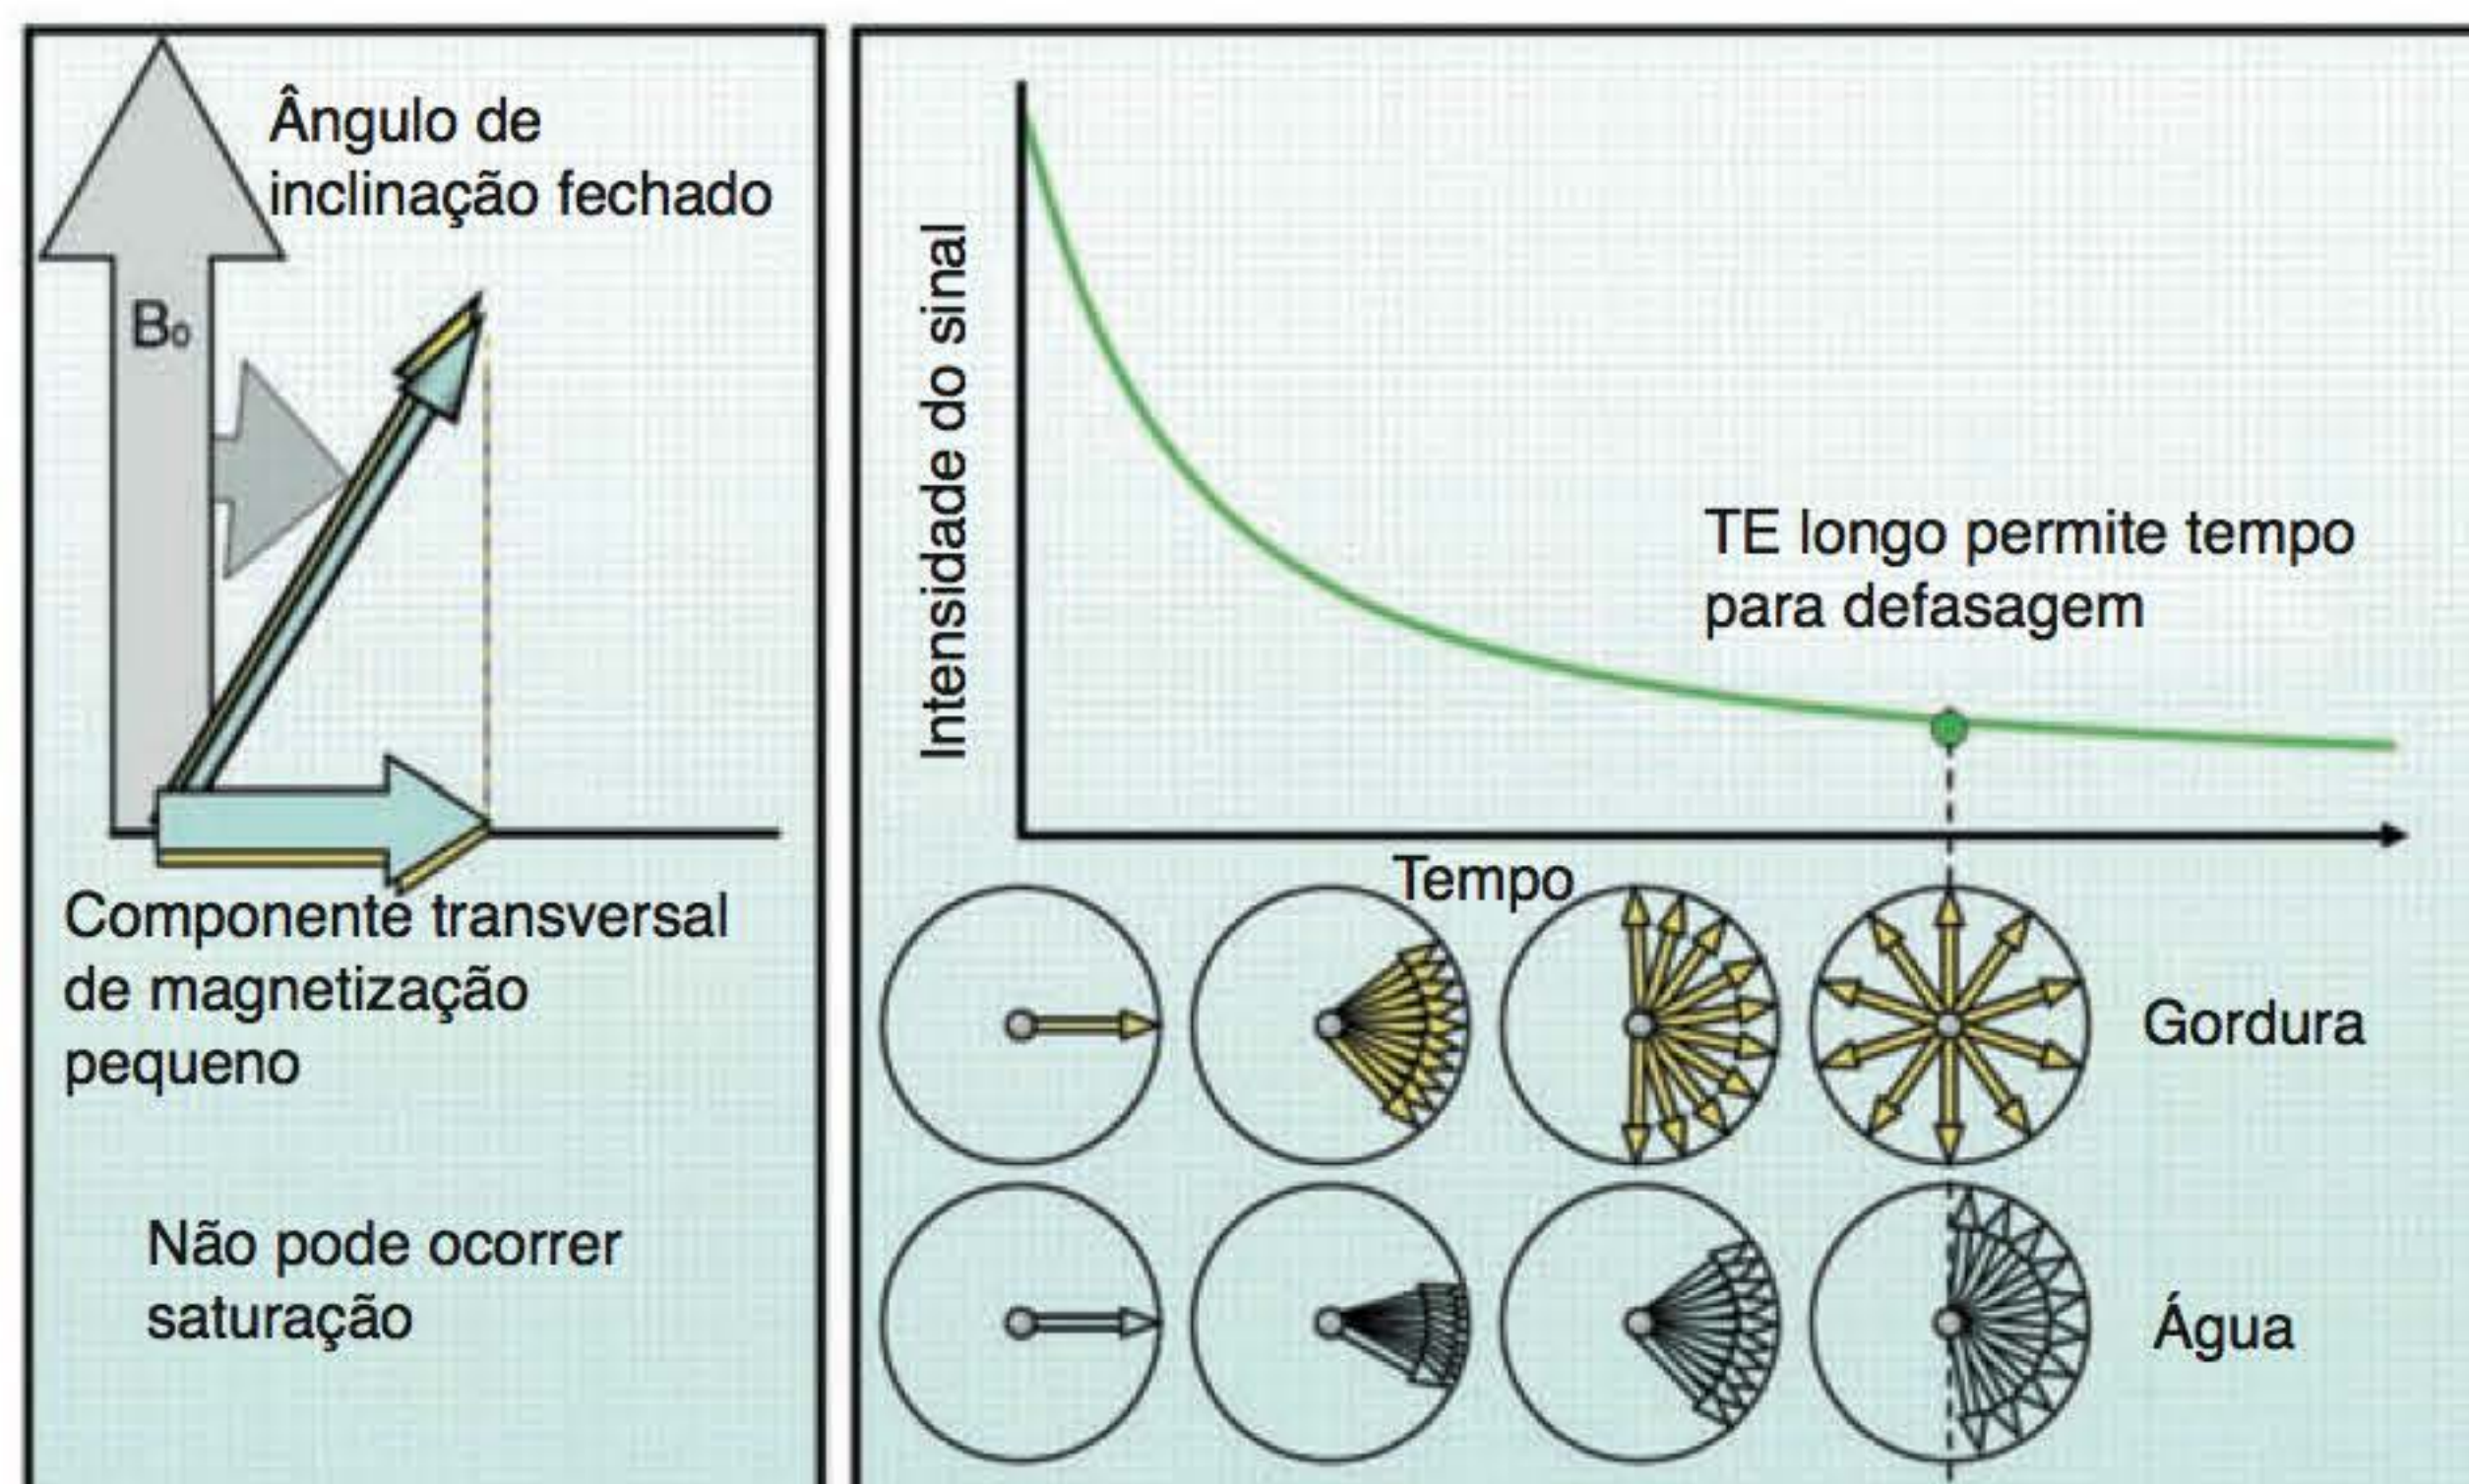 Ângulo de
inclinação fechado
B₀
Componente transversal
de magnetização
pequeno
Não pode ocorrer
saturação
Intensidade do sinal
TE longo permite tempo
para defasagem
Tempo
Gordura
Água